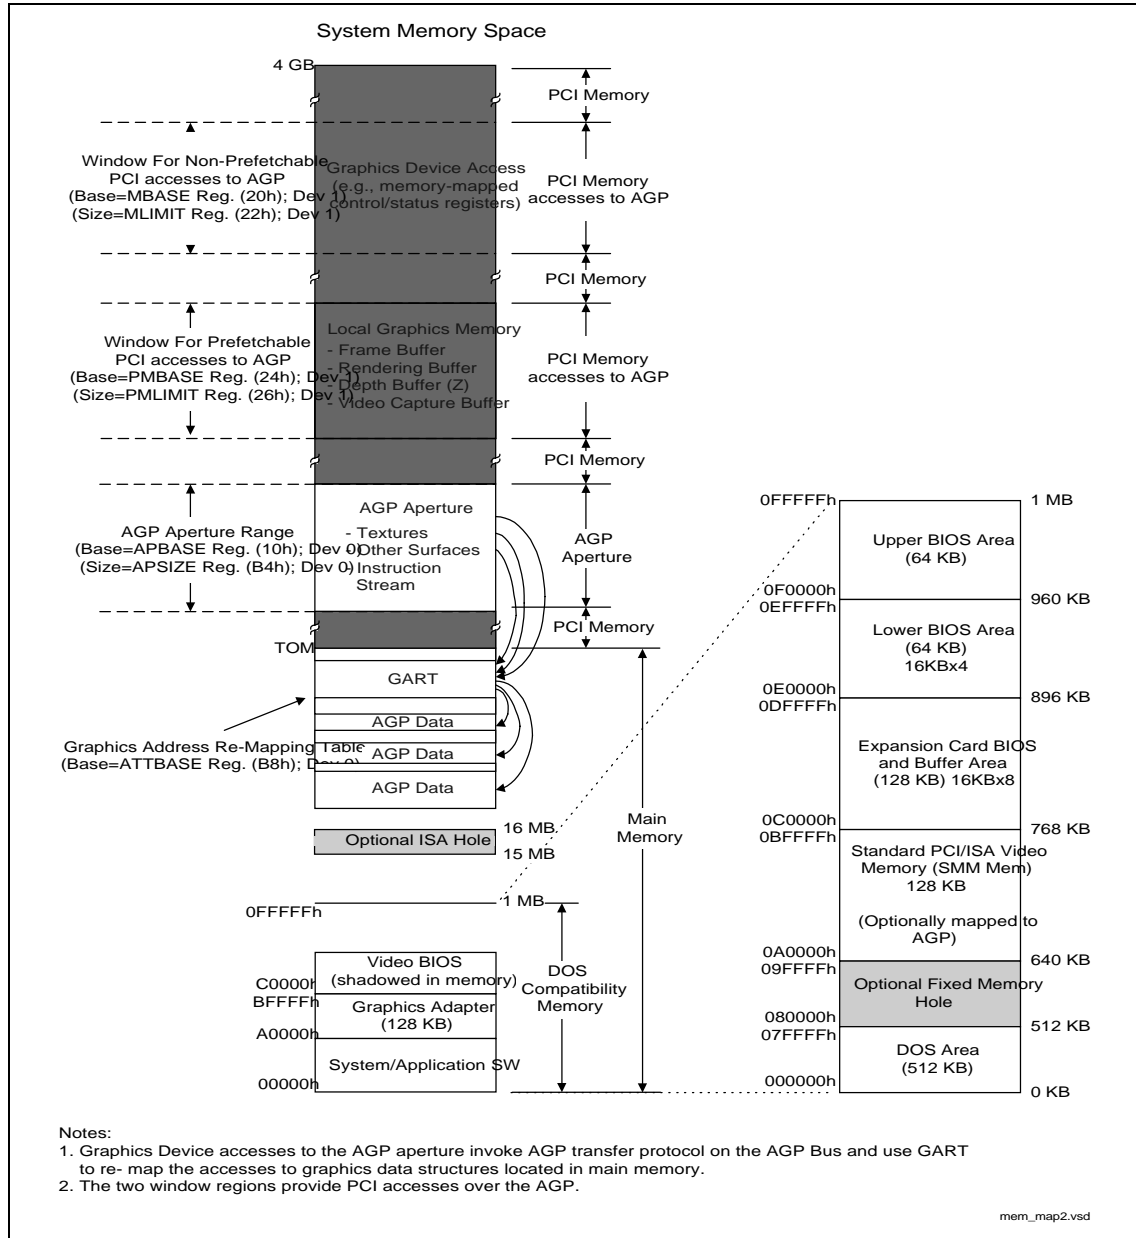 System Memory Space
4 GB
PCI Memory
Window For Non-Prefetchable
PCI accesses to AGP
(Base=MBASE Reg. (20h); Dev 1)
(Size=MLIMIT Reg. (22h); Dev 1)
Graphics Device Access
(e.g., memory-mapped
control/status registers)
PCI Memory
accesses to AGP
PCI Memory
Window For Prefetchable
PCI accesses to AGP
(Base=PMBASE Reg. (24h); Dev 1)
(Size=PMLIMIT Reg. (26h); Dev 1)
Local Graphics Memory
- Frame Buffer
- Rendering Buffer
- Depth Buffer (Z)
- Video Capture Buffer
PCI Memory
accesses to AGP
PCI Memory
AGP Aperture Range
(Base=APBASE Reg. (10h); Dev 0)
(Size=APSIZE Reg. (B4h); Dev 0)
AGP Aperture
- Textures
- Other Surfaces
- Instruction
Stream
AGP
Aperture
PCI Memory
TOM
GART
AGP Data
AGP Data
AGP Data
Graphics Address Re-Mapping Table
(Base=ATTBASE Reg. (B8h); Dev 0)
16 MB
Optional ISA Hole
15 MB
Main
Memory
1 MB
0FFFFFh
Video BIOS
(shadowed in memory)
C0000h
BFFFFh
Graphics Adapter
(128 KB)
A0000h
System/Application SW
00000h
DOS
Compatibility
Memory
0FFFFFh
1 MB
Upper BIOS Area
(64 KB)
0F0000h
0EFFFFh
960 KB
Lower BIOS Area
(64 KB)
16KBx4
0E0000h
0DFFFFh
896 KB
Expansion Card BIOS
and Buffer Area
(128 KB) 16KBx8
0C0000h
0BFFFFh
768 KB
Standard PCI/ISA Video
Memory (SMM Mem)
128 KB
(Optionally mapped to
AGP)
0A0000h
09FFFFh
640 KB
Optional Fixed Memory
Hole
080000h
07FFFFh
512 KB
DOS Area
(512 KB)
000000h
0 KB
Notes:
1. Graphics Device accesses to the AGP aperture invoke AGP transfer protocol on the AGP Bus and use GART
to re- map the accesses to graphics data structures located in main memory.
2. The two window regions provide PCI accesses over the AGP.
mem_map2.vsd